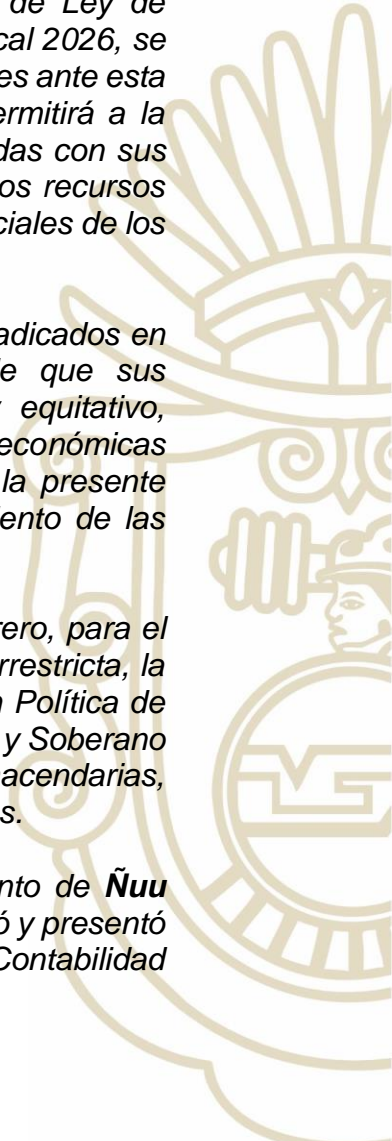 de Ley de
cal 2026, se
es ante esta
ermitirá a la
das con sus
os recursos
ciales de los
adicados en
e que sus
equitativo,
económicas
la presente
ento de las
rero, para el
rrestricta, la
Política de
y Soberano
acendarias,
s.
nto de Ñuu
ó y presentó
Contabilidad